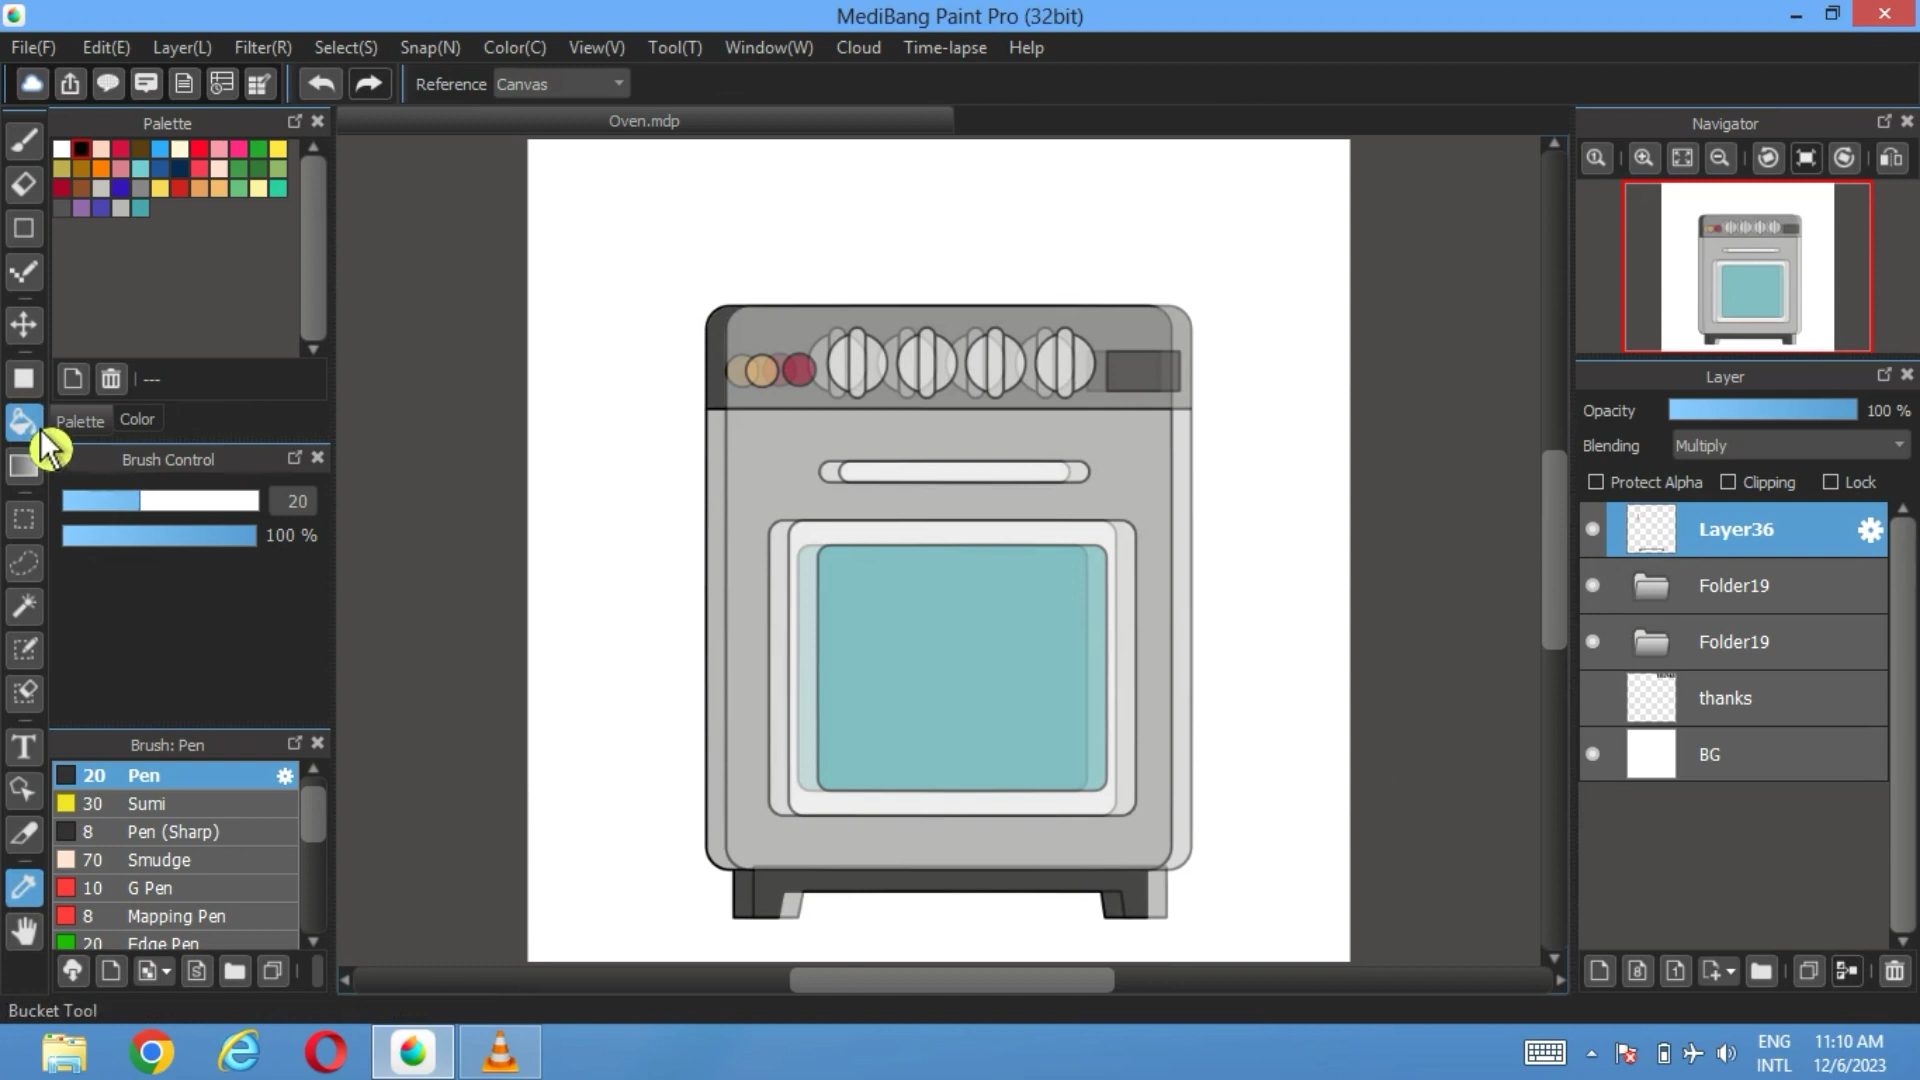 MediBang Paint Pro (32bit)
File(F) Edit(E) Layer(L) Filter(R) Select(S) Snap(N) Color(C) View(V) Tool(T) Window(W) Cloud Time-lapse Help
Reference Canvas
Palette
Oven.mdp
Navigator
---
Palette Color
Brush Control
20
100 %
Brush: Pen
20 Pen
30 Sumi
8 Pen (Sharp)
70 Smudge
10 G Pen
8 Mapping Pen
20 Edge Pen
Layer
Opacity 100 %
Blending Multiply
Protect Alpha Clipping Lock
Layer36
Folder19
Folder19
thanks
BG
Bucket Tool
ENG
INTL
11:10 AM
12/6/2023